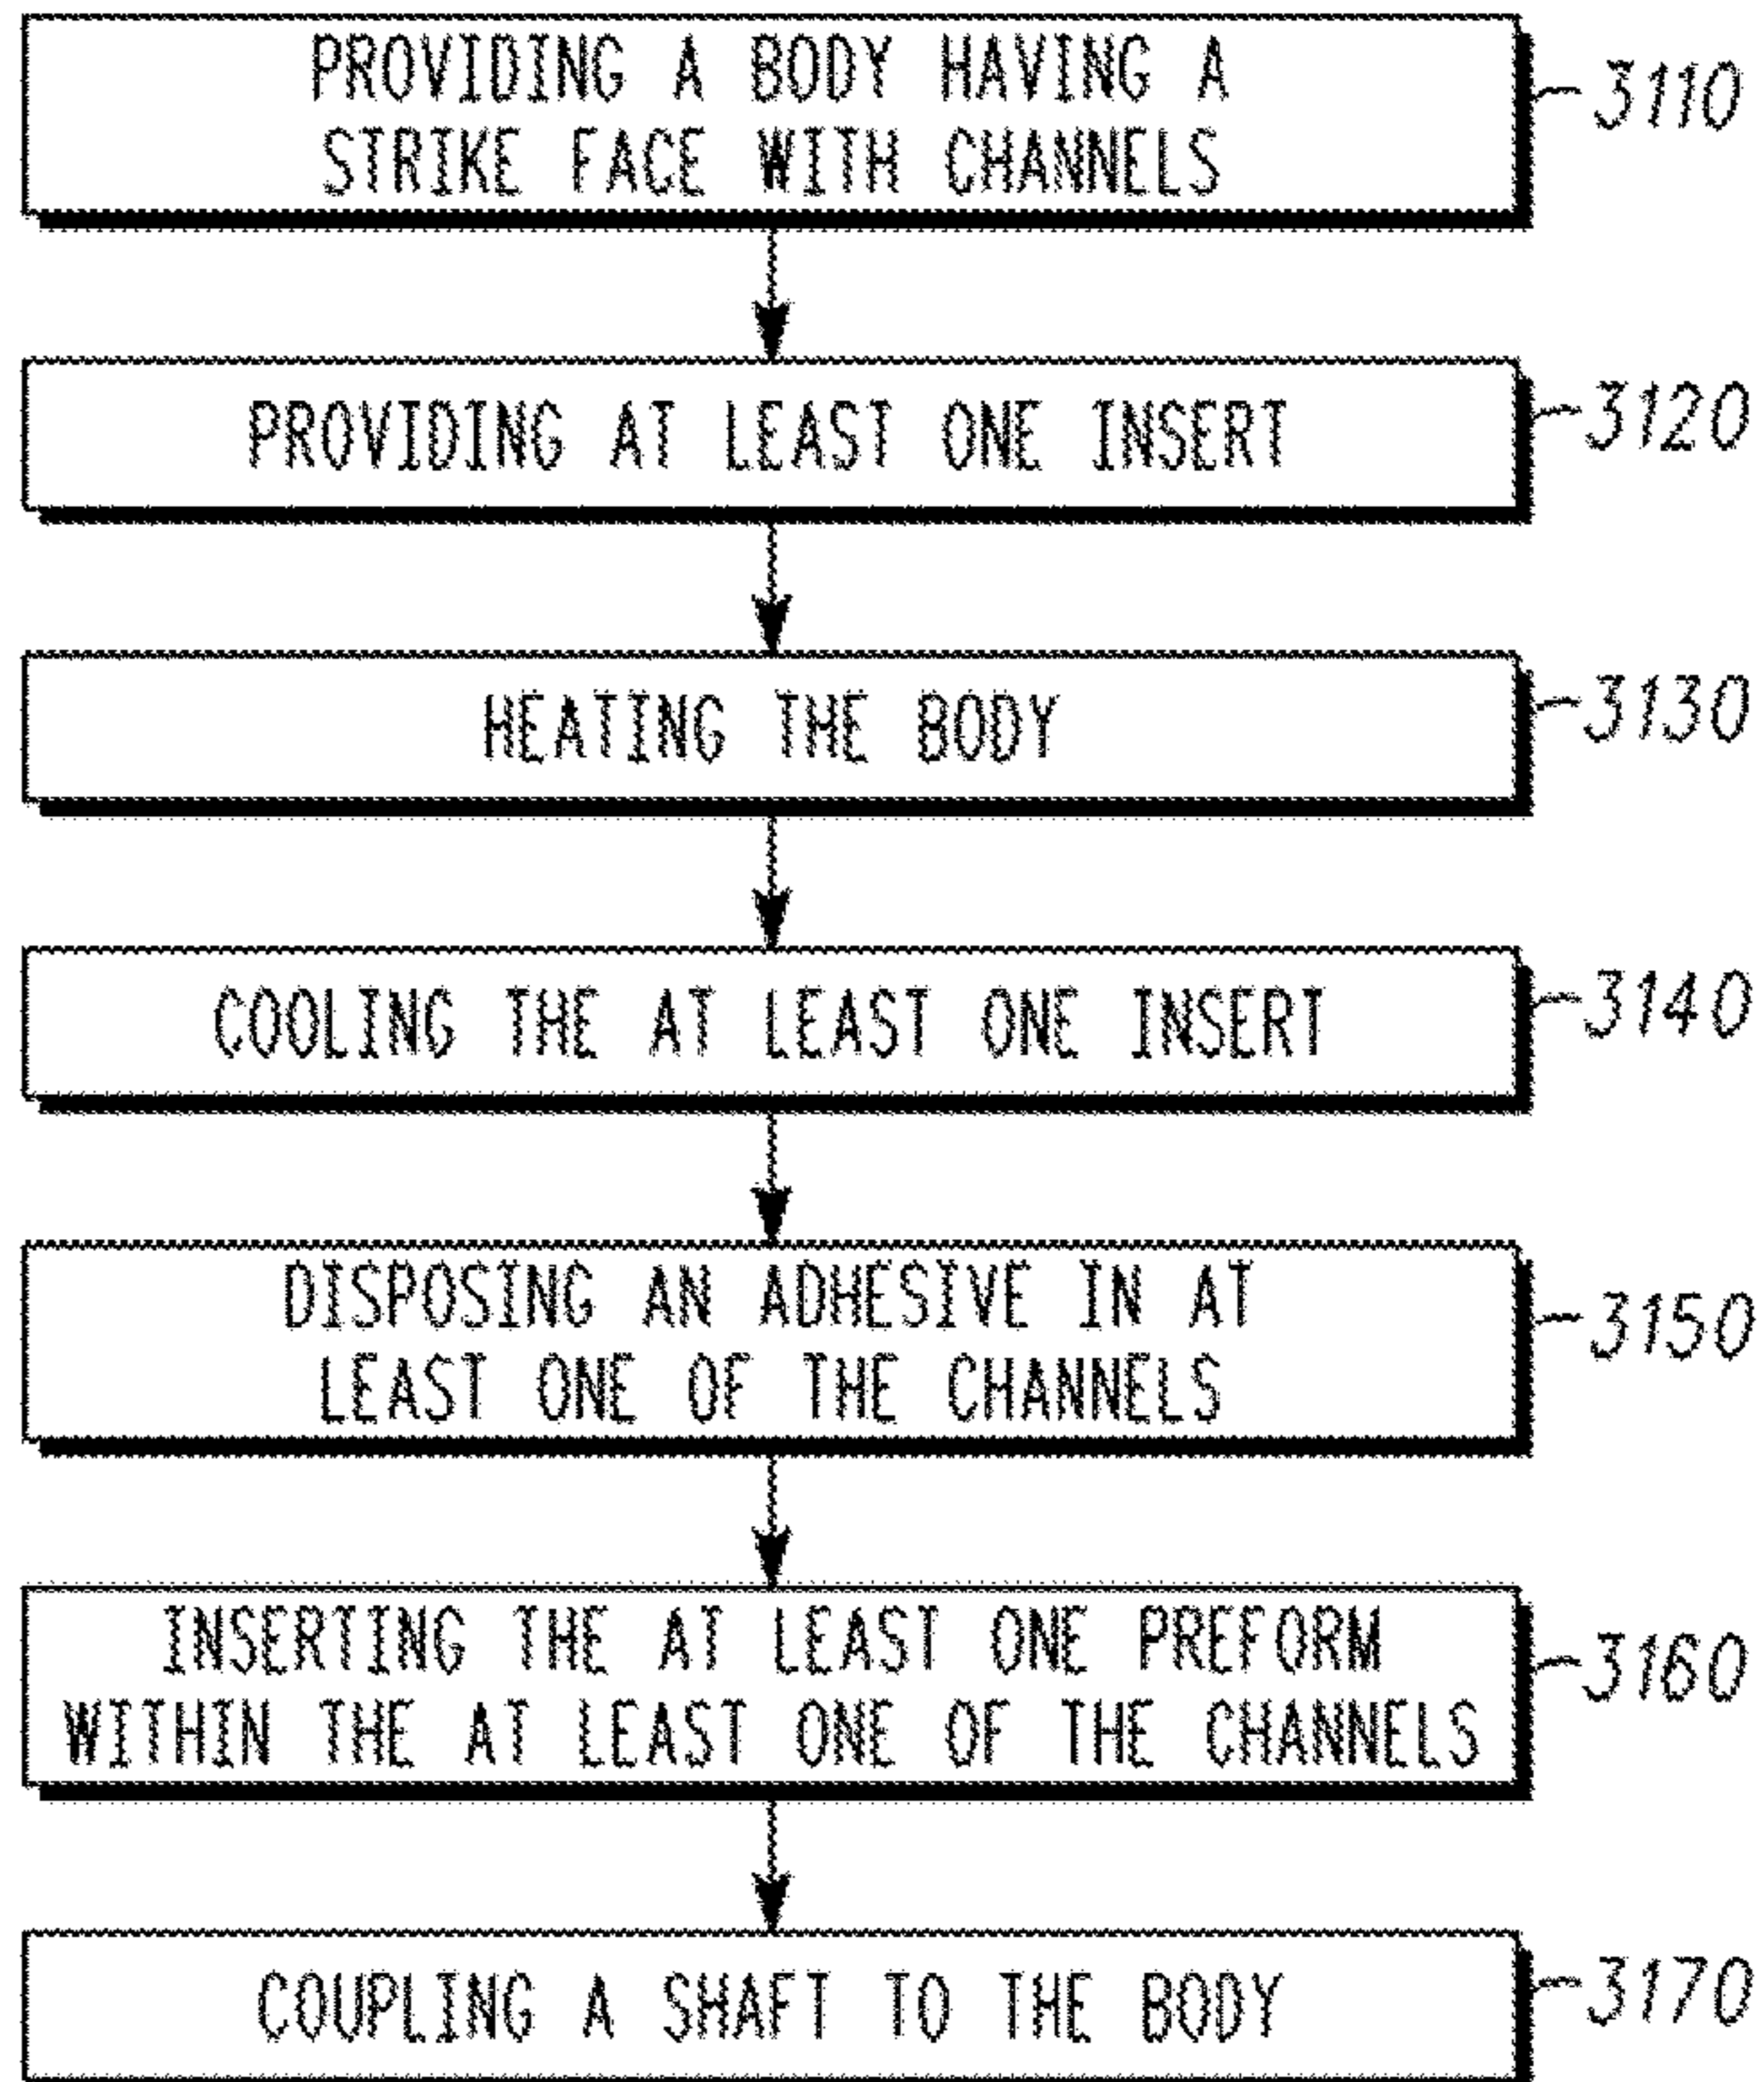 PROVIDING A BODY HAVING A
STRIKE FACE WITH CHANNELS
3110
PROVIDING AT LEAST ONE INSERT
3120
HEATING THE BODY
3130
COOLING THE AT LEAST ONE INSERT
3140
DISPOSING AN ADHESIVE IN AT
LEAST ONE OF THE CHANNELS
3150
INSERTING THE AT LEAST ONE PREFORM
WITHIN THE AT LEAST ONE OF THE CHANNELS
3160
COUPLING A SHAFT TO THE BODY
3170